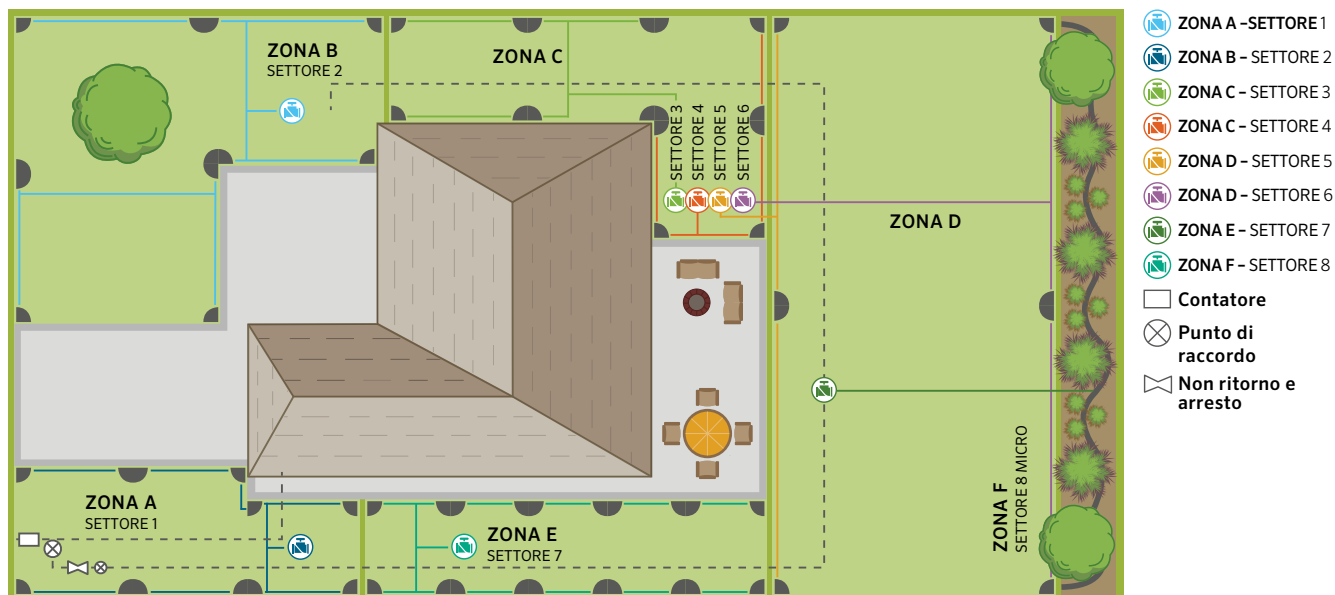 ZONA B
SETTORE 2
ZONA C
SETTORE 3
SETTORE 4
SETTORE 5
SETTORE 6
ZONA D
ZONA A
SETTORE 1
ZONA E
SETTORE 7
ZONA F
SETTORE 8 MICRO
ZONA A –SETTORE 1
ZONA B – SETTORE 2
ZONA C – SETTORE 3
ZONA C – SETTORE 4
ZONA D – SETTORE 5
ZONA D – SETTORE 6
ZONA E – SETTORE 7
ZONA F – SETTORE 8
Contatore
Punto di
raccordo
Non ritorno e
arresto